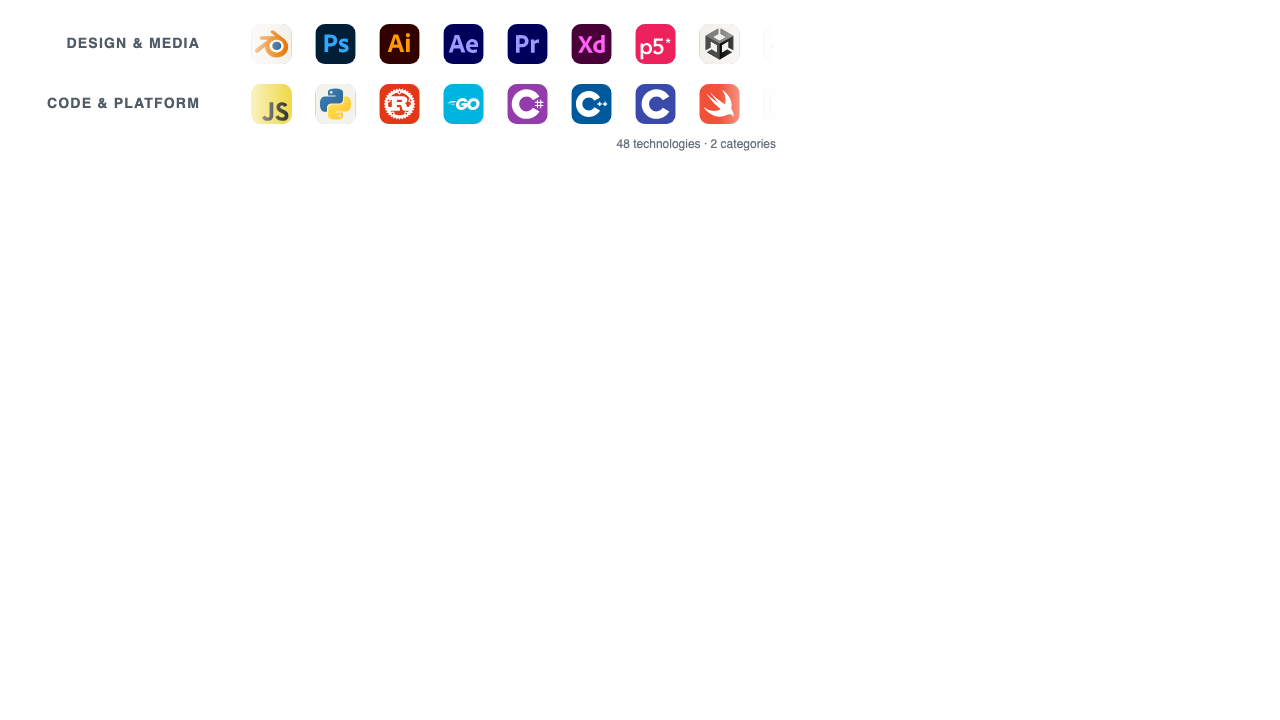 DESIGN & MEDIA Ps Ai Ae Pr Xd p5*
CODE & PLATFORM JS R GO C# C++ C
48 technologies · 2 categories